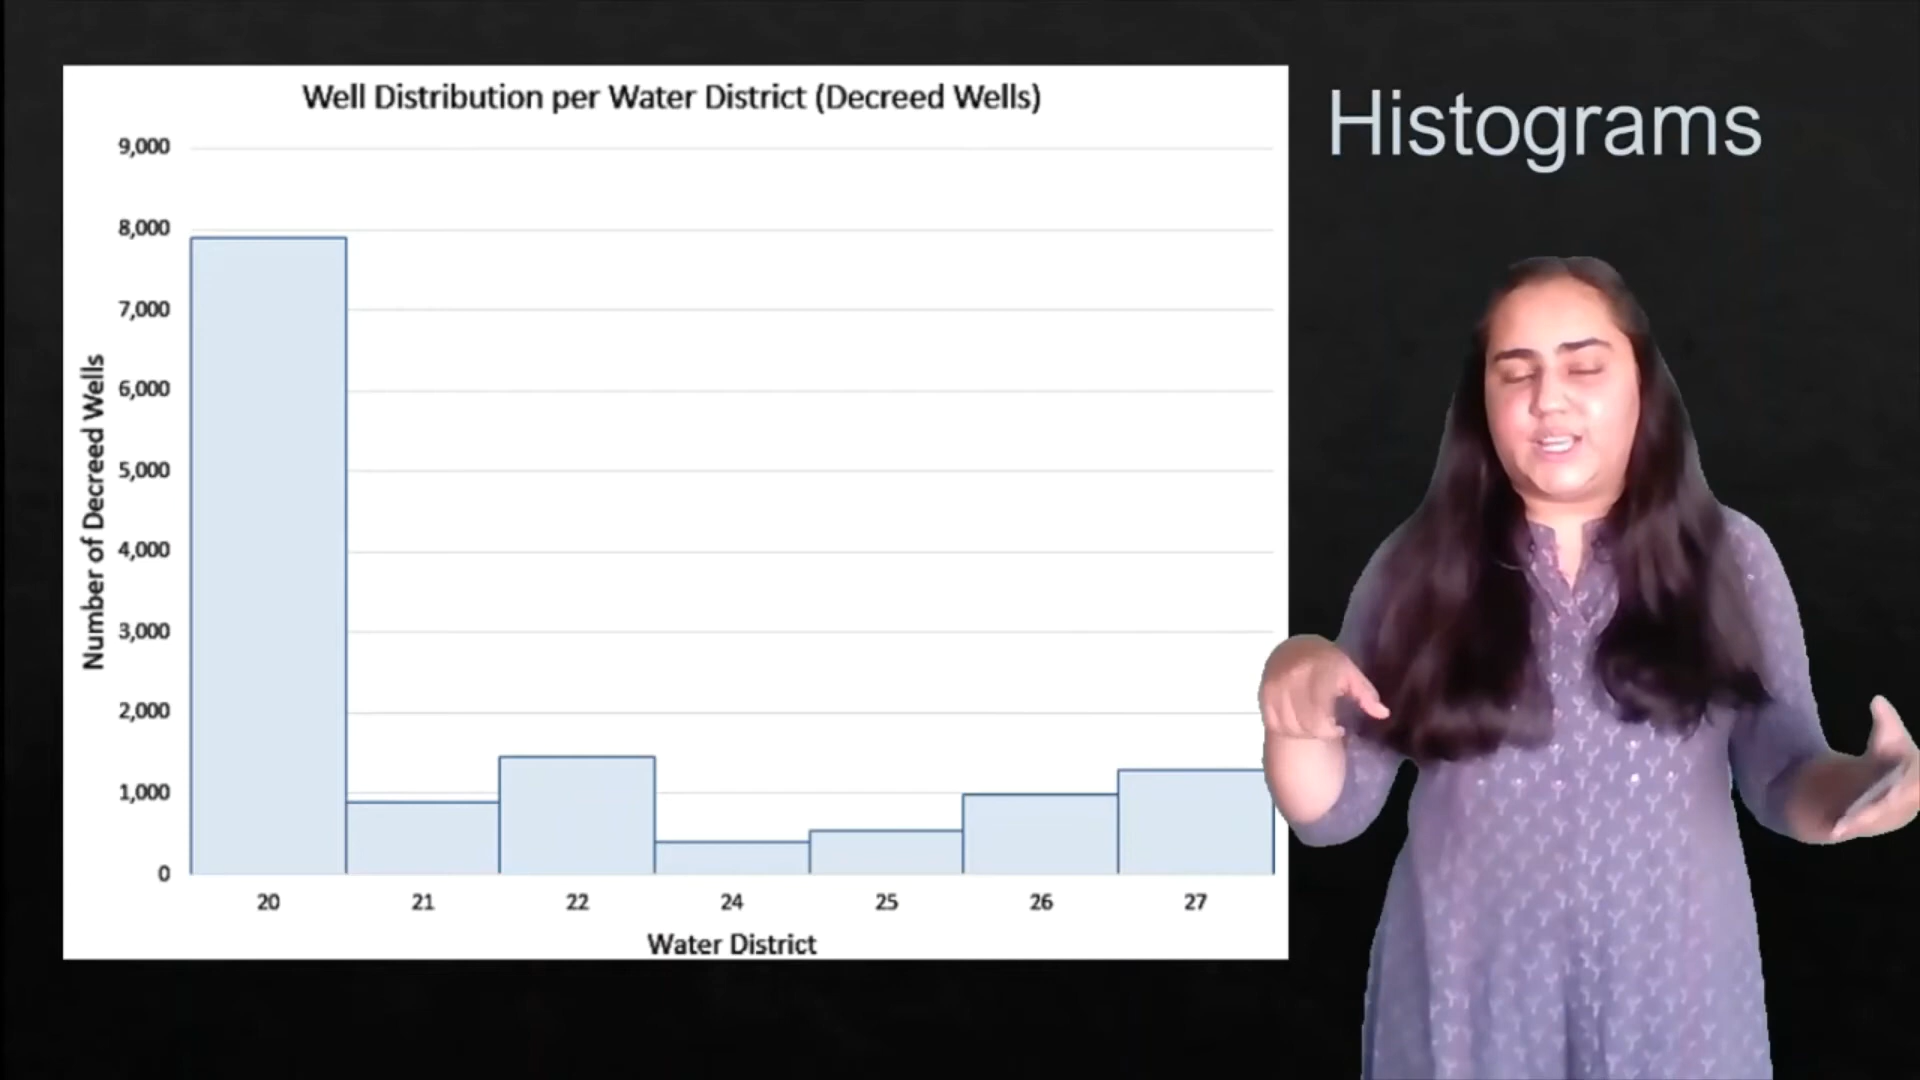 Well Distribution per Water District (Decreed Wells)
Histograms
Number of Decreed Wells
9,000
8,000
7,000
6,000
5,000
4,000
3,000
2,000
1,000
0
20 21 22 24 25 26 27
Water District